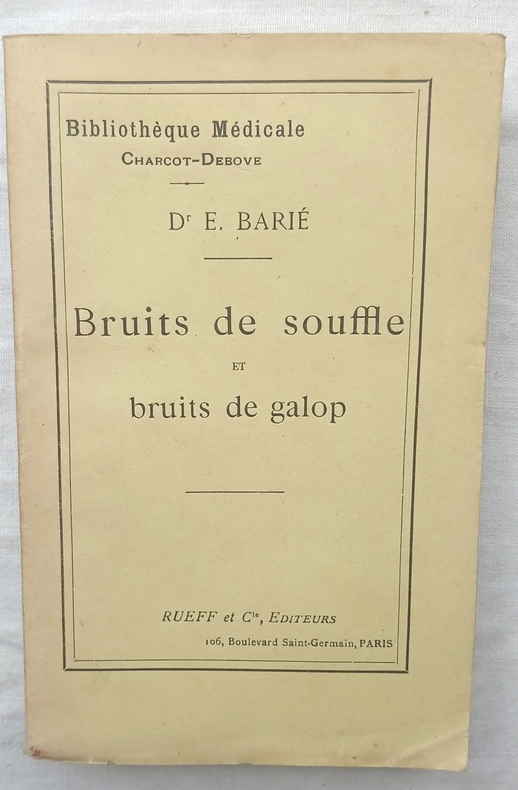 Bibliothèque Médicale
CHARCOT-DEBOVE
Dr E. BARIÉ
Bruits de souffle
ET
bruits de galop
RUEFF et Cie, EDITEURS
106, Boulevard Saint-Germain, PARIS